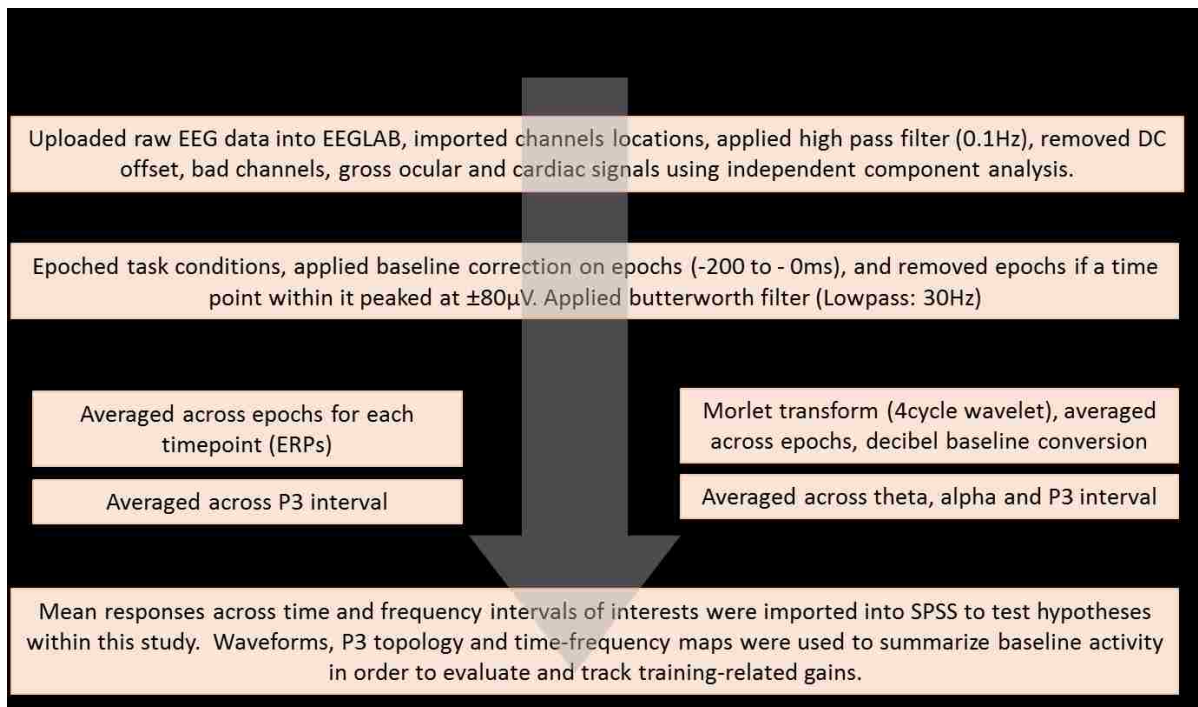 Uploaded raw EEG data into EEGLAB, imported channels locations, applied high pass filter (0.1Hz), removed DC
offset, bad channels, gross ocular and cardiac signals using independent component analysis.
Epoched task conditions, applied baseline correction on epochs (-200 to - 0ms), and removed epochs if a time
point within it peaked at ±80µV. Applied butterworth filter (Lowpass: 30Hz)
Averaged across epochs for each
timepoint (ERPs)
Averaged across P3 interval
Morlet transform (4cycle wavelet), averaged
across epochs, decibel baseline conversion
Averaged across theta, alpha and P3 interval
Mean responses across time and frequency intervals of interests were imported into SPSS to test hypotheses
within this study. Waveforms, P3 topology and time-frequency maps were used to summarize baseline activity
in order to evaluate and track training-related gains.